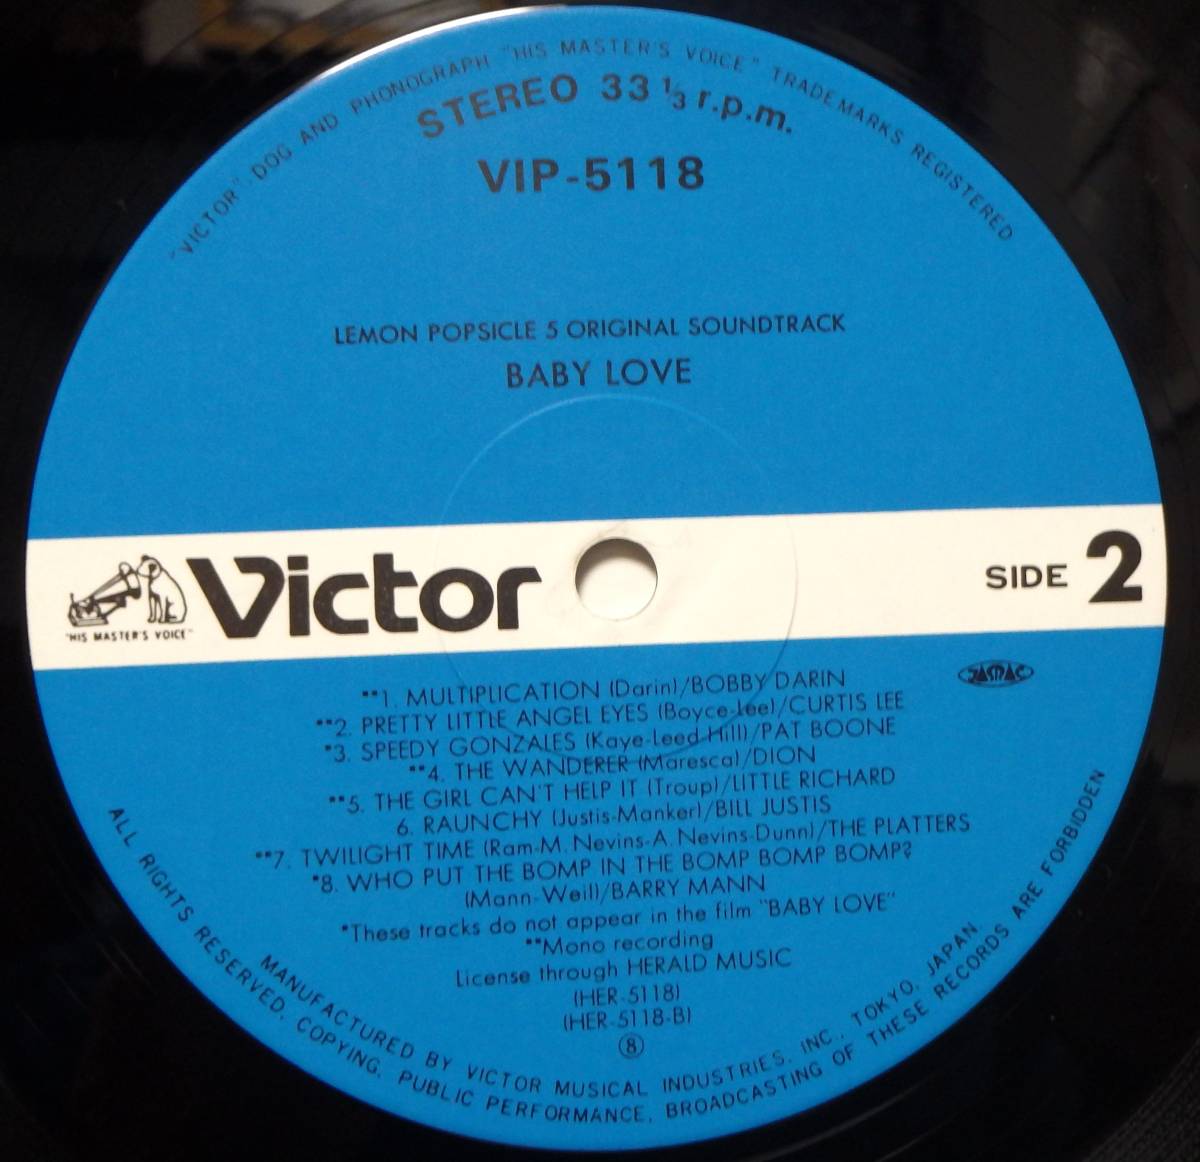 "VICTOR", DOG AND PHONOGRAPH "HIS MASTER'S VOICE" TRADEMARKS REGISTERED
STEREO 33 1/3 r.p.m.
VIP-5118
LEMON POPSICLE 5 ORIGINAL SOUNDTRACK
BABY LOVE
"HIS MASTER'S VOICE"
Victor
SIDE 2
JASRAC
**1. MULTIPLICATION (Darin)/BOBBY DARIN
**2. PRETTY LITTLE ANGEL EYES (Boyce-Lee)/CURTIS LEE
*3. SPEEDY GONZALES (Kaye-Leed-Hill)/PAT BOONE
**4. THE WANDERER (Maresca)/DION
**5. THE GIRL CAN'T HELP IT (Troup)/LITTLE RICHARD
6. RAUNCHY (Justis-Manker)/BILL JUSTIS
**7. TWILIGHT TIME (Ram-M. Nevins-A. Nevins-Dunn)/THE PLATTERS
*8. WHO PUT THE BOMP IN THE BOMP BOMP BOMP?
(Mann-Weill)/BARRY MANN
*These tracks do not appear in the film "BABY LOVE"
**Mono recording
License through HERALD MUSIC
(HER-5118)
(HER-5118-B)
8
MANUFACTURED BY VICTOR MUSICAL INDUSTRIES, INC., TOKYO, JAPAN
ALL RIGHTS RESERVED, COPYING, PUBLIC PERFORMANCE, BROADCASTING OF THESE RECORDS ARE FORBIDDEN